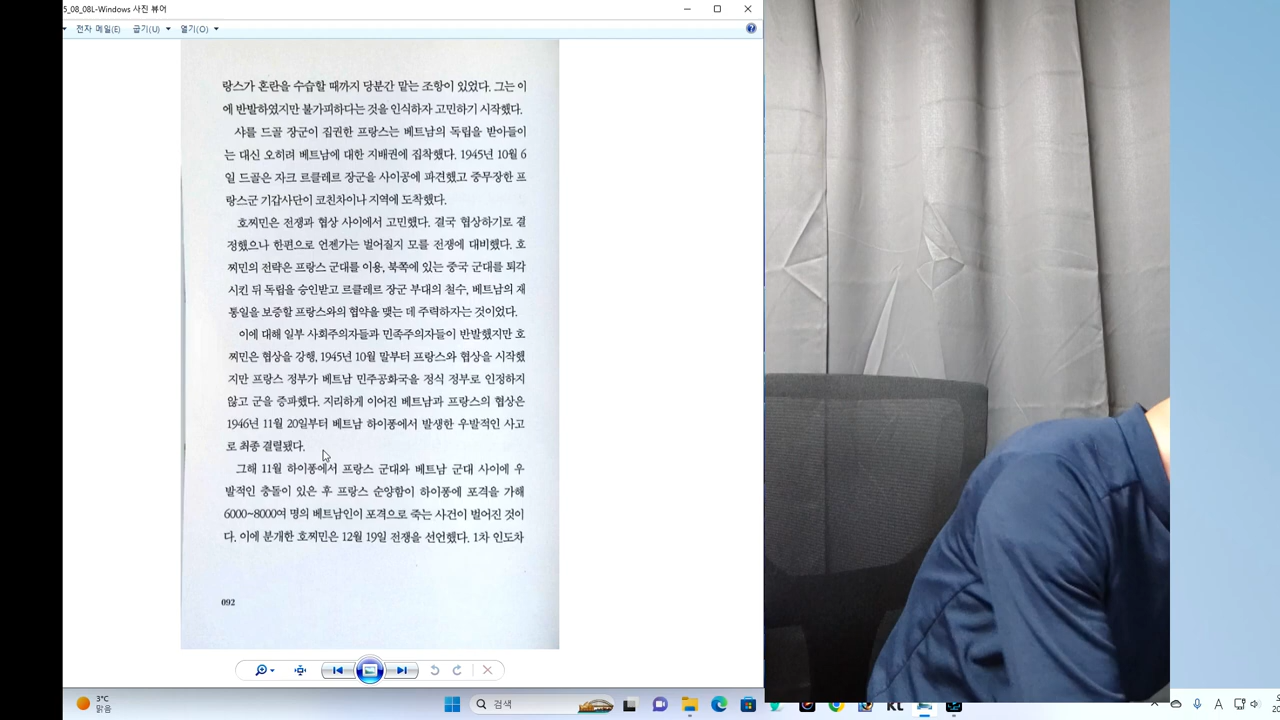 5_08_08L-Windows 사진 뷰어
전자 메일(E) 굽기(U) 열기(O)
랑스가 혼란을 수습할 때까지 당분간 맡는 조항이 있었다. 그는 이
에 반발하였지만 불가피하다는 것을 인식하자 고민하기 시작했다.
샤를 드골 장군이 집권한 프랑스는 베트남의 독립을 받아들이
는 대신 오히려 베트남에 대한 지배권에 집착했다. 1945년 10월 6
일 드골은 자크 르클레르 장군을 사이공에 파견했고 중무장한 프
랑스군 기갑사단이 코친차이나 지역에 도착했다.
호찌민은 전쟁과 협상 사이에서 고민했다. 결국 협상하기로 결
정했으나 한편으로 언젠가는 벌어질지 모를 전쟁에 대비했다. 호
찌민의 전략은 프랑스 군대를 이용, 북쪽에 있는 중국 군대를 퇴각
시킨 뒤 독립을 승인받고 르클레르 장군 부대의 철수, 베트남의 재
통일을 보증할 프랑스와의 협약을 맺는 데 주력하자는 것이었다.
이에 대해 일부 사회주의자들과 민족주의자들이 반발했지만 호
찌민은 협상을 강행, 1945년 10월 말부터 프랑스와 협상을 시작했
지만 프랑스 정부가 베트남 민주공화국을 정식 정부로 인정하지
않고 군을 증파했다. 지리하게 이어진 베트남과 프랑스의 협상은
1946년 11월 20일부터 베트남 하이퐁에서 발생한 우발적인 사고
로 최종 결렬됐다.
그해 11월 하이퐁에서 프랑스 군대와 베트남 군대 사이에 우
발적인 충돌이 있은 후 프랑스 순양함이 하이퐁에 포격을 가해
6000~8000여 명의 베트남인이 포격으로 죽는 사건이 벌어진 것이
다. 이에 분개한 호찌민은 12월 19일 전쟁을 선언했다. 1차 인도차
092
3°C
맑음
검색
A